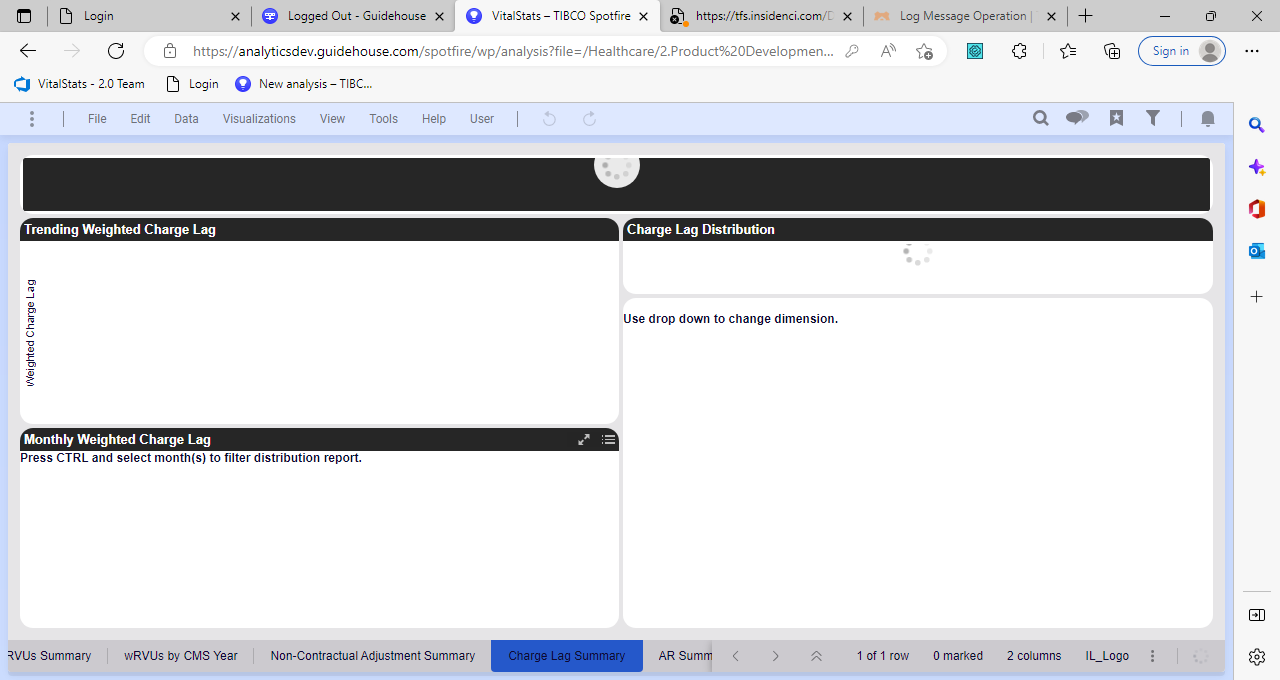 Login
Logged Out - Guidehouse
VitalStats – TIBCO Spotfire
https://tfs.insidenci.com/D
Log Message Operation |
https://analyticsdev.guidehouse.com/spotfire/wp/analysis?file=/Healthcare/2.Product%20Developmen...
Sign in
VitalStats - 2.0 Team
Login
New analysis – TIBC...
File
Edit
Data
Visualizations
View
Tools
Help
User
Trending Weighted Charge Lag
Weighted Charge Lag
Monthly Weighted Charge Lag
Press CTRL and select month(s) to filter distribution report.
Charge Lag Distribution
Use drop down to change dimension.
RVUs Summary
wRVUs by CMS Year
Non-Contractual Adjustment Summary
Charge Lag Summary
AR Summ
1 of 1 row
0 marked
2 columns
IL_Logo